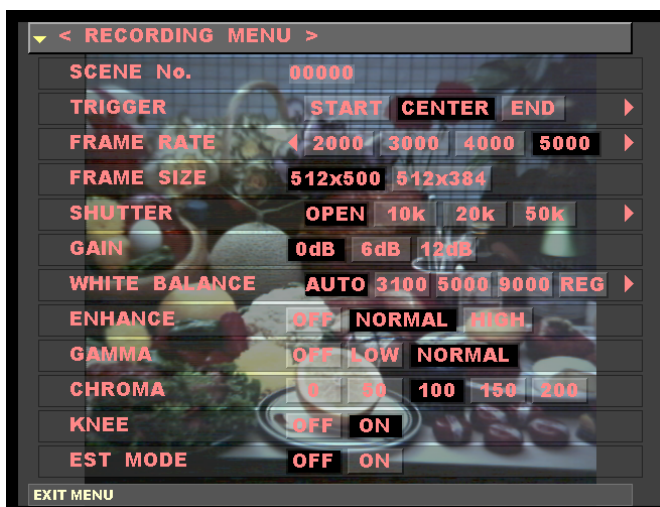 < RECORDING MENU >
SCENE No. 00000
TRIGGER START CENTER END
FRAME RATE 2000 3000 4000 5000
FRAME SIZE 512x500 512x384
SHUTTER OPEN 10k 20k 50k
GAIN 0dB 6dB 12dB
WHITE BALANCE AUTO 3100 5000 9000 REG
ENHANCE OFF NORMAL HIGH
GAMMA OFF LOW NORMAL
CHROMA 0 50 100 150 200
KNEE OFF ON
EST MODE OFF ON
EXIT MENU